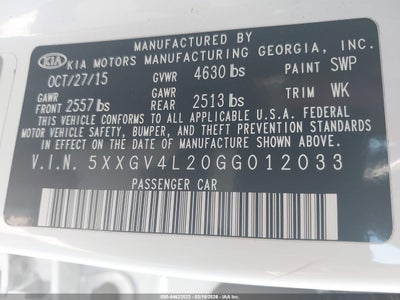 MANUFACTURED BY
KIA KIA MOTORS MANUFACTURING GEORGIA, INC.
OCT/27/15 GVWR 4630 lbs PAINT SWP
GAWR FRONT 2557 lbs GAWR REAR 2513 lbs TRIM WK
THIS VEHICLE CONFORMS TO ALL APPLICABLE U.S.A. FEDERAL
MOTOR VEHICLE SAFETY, BUMPER, AND THEFT PREVENTION STANDARDS
IN EFFECT ON THE DATE OF MANUFACTURE SHOWN ABOVE.
V.I.N. 5XXGV4L20GG012033
PASSENGER CAR